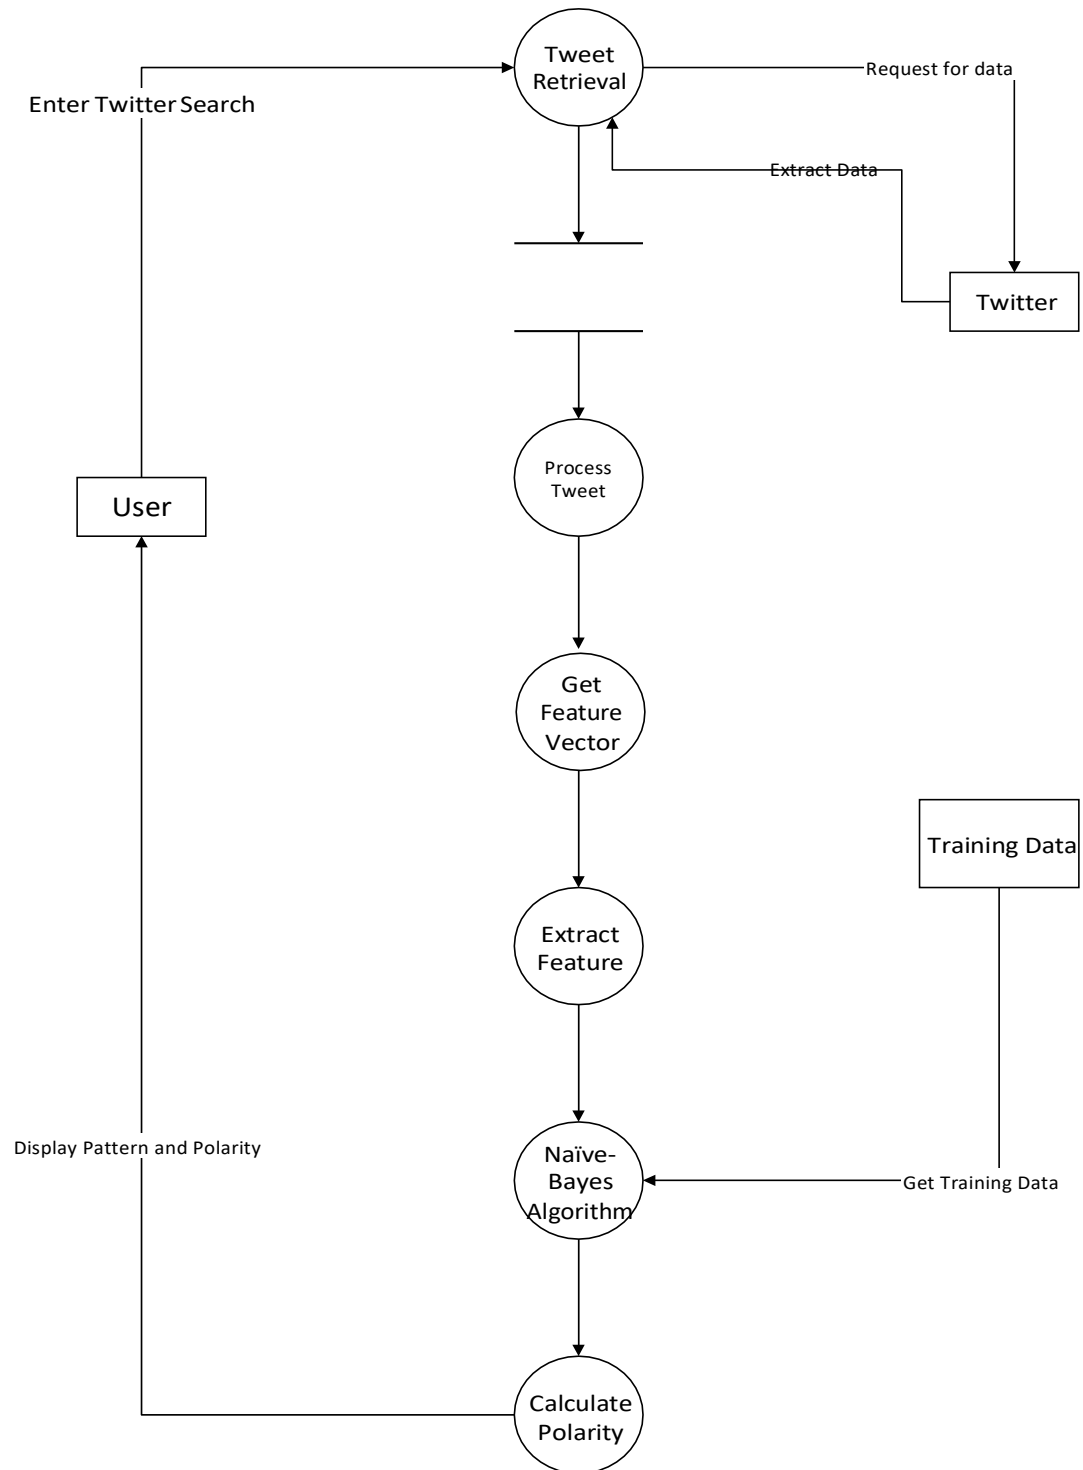 Tweet
Retrieval
Request for data
Enter Twitter Search
Extract Data
Twitter
Process
Tweet
User
Get
Feature
Vector
Training Data
Extract
Feature
Display Pattern and Polarity
Naïve-
Bayes
Algorithm
Get Training Data
Calculate
Polarity